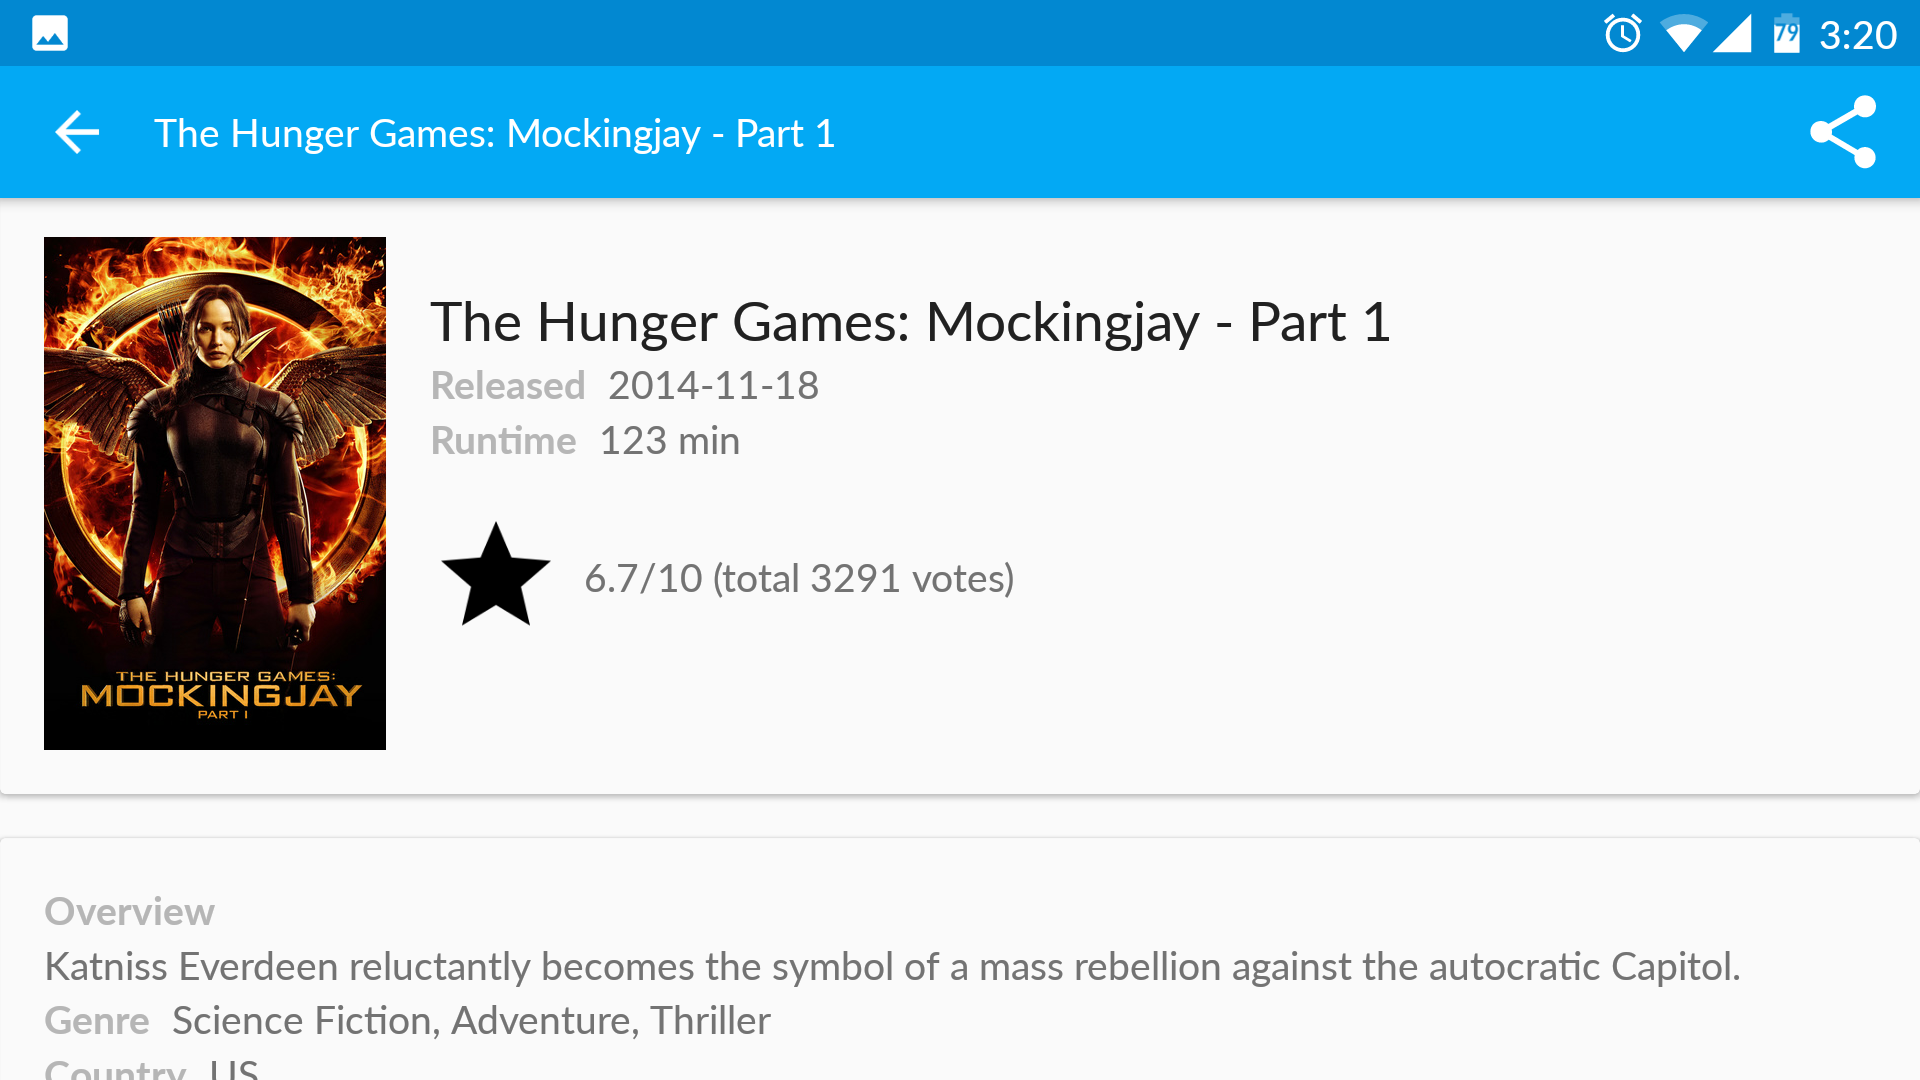 79 3:20
The Hunger Games: Mockingjay - Part 1
The Hunger Games: Mockingjay - Part 1
Released 2014-11-18
Runtime 123 min
6.7/10 (total 3291 votes)
THE HUNGER GAMES:
MOCKINGJAY
PART I
Overview
Katniss Everdeen reluctantly becomes the symbol of a mass rebellion against the autocratic Capitol.
Genre Science Fiction, Adventure, Thriller
Country US